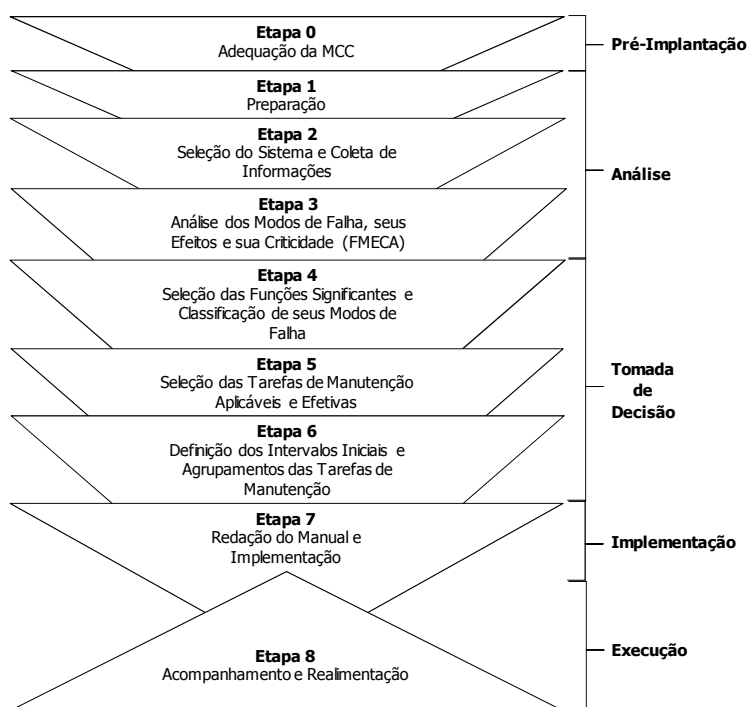 Etapa 0
Adequação da MCC
Pré-Implantação
Etapa 1
Preparação
Etapa 2
Seleção do Sistema e Coleta de
Informações
Análise
Etapa 3
Análise dos Modos de Falha, seus
Efeitos e sua Criticidade (FMECA)
Etapa 4
Seleção das Funções Significantes e
Classificação de seus Modos de
Falha
Etapa 5
Seleção das Tarefas de Manutenção
Aplicáveis e Efetivas
Tomada
de
Decisão
Etapa 6
Definição dos Intervalos Iniciais e
Agrupamentos das Tarefas de
Manutenção
Etapa 7
Redação do Manual e
Implementação
Implementação
Etapa 8
Acompanhamento e Realimentação
Execução